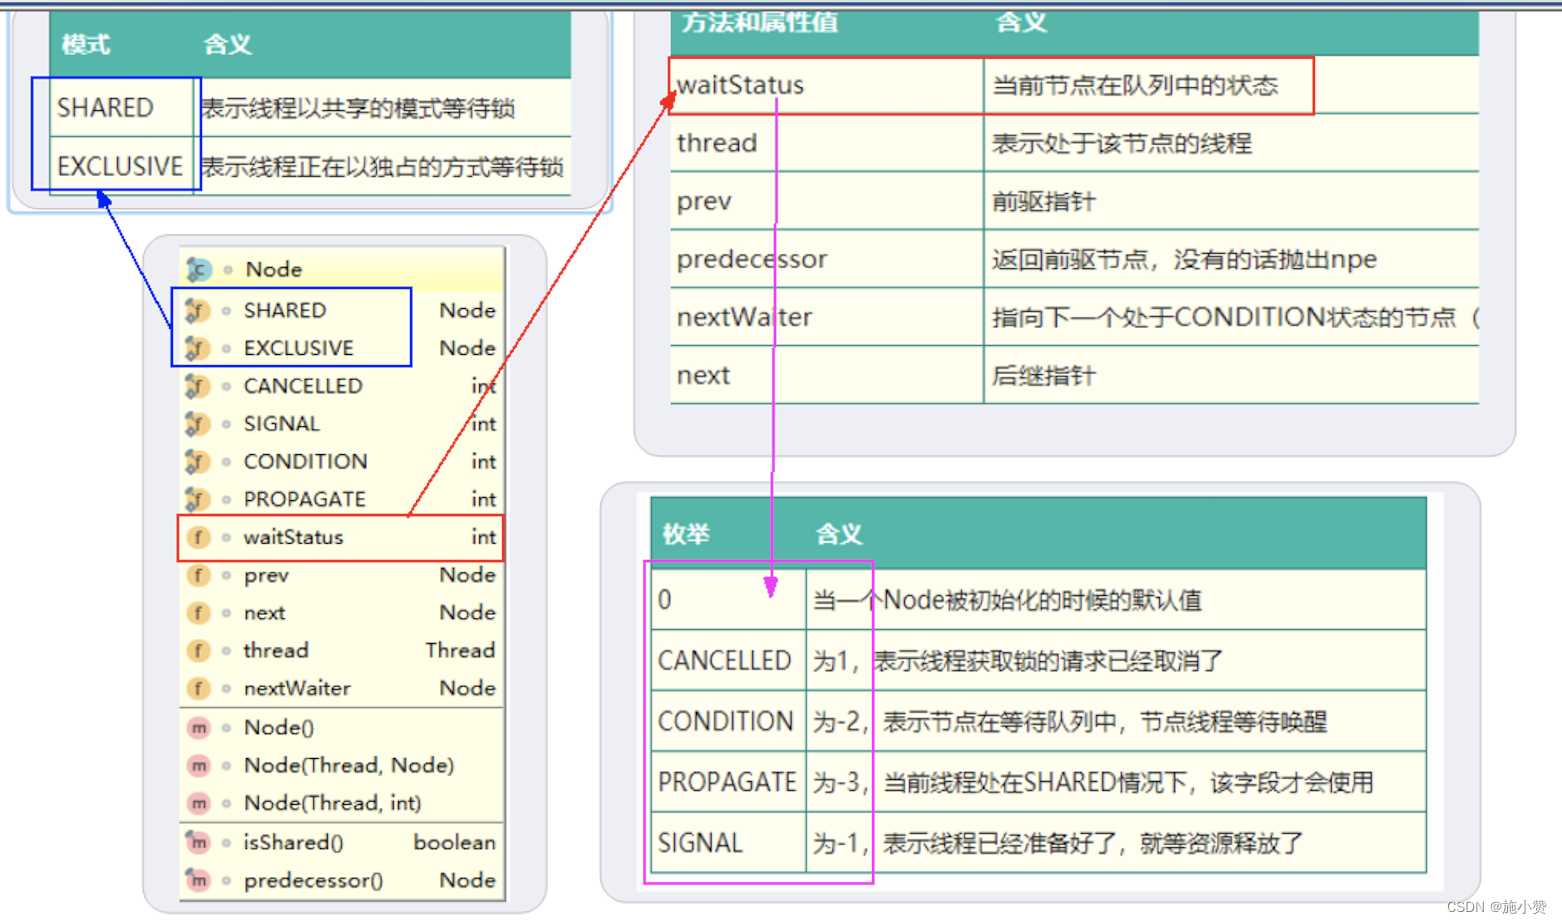 模式 含义
SHARED 表示线程以共享的模式等待锁
EXCLUSIVE 表示线程正在以独占的方式等待锁
方法和属性值 含义
waitStatus 当前节点在队列中的状态
thread 表示处于该节点的线程
prev 前驱指针
predecessor 返回前驱节点，没有的话抛出npe
nextWaiter 指向下一个处于CONDITION状态的节点（
next 后继指针
Node
SHARED Node
EXCLUSIVE Node
CANCELLED int
SIGNAL int
CONDITION int
PROPAGATE int
waitStatus int
prev Node
next Node
thread Thread
nextWaiter Node
Node()
Node(Thread, Node)
Node(Thread, int)
isShared() boolean
predecessor() Node
枚举 含义
0 当一个Node被初始化的时候的默认值
CANCELLED 为1，表示线程获取锁的请求已经取消了
CONDITION 为-2，表示节点在等待队列中，节点线程等待唤醒
PROPAGATE 为-3，当前线程处在SHARED情况下，该字段才会使用
SIGNAL 为-1，表示线程已经准备好了，就等资源释放了
CSDN @施小赞